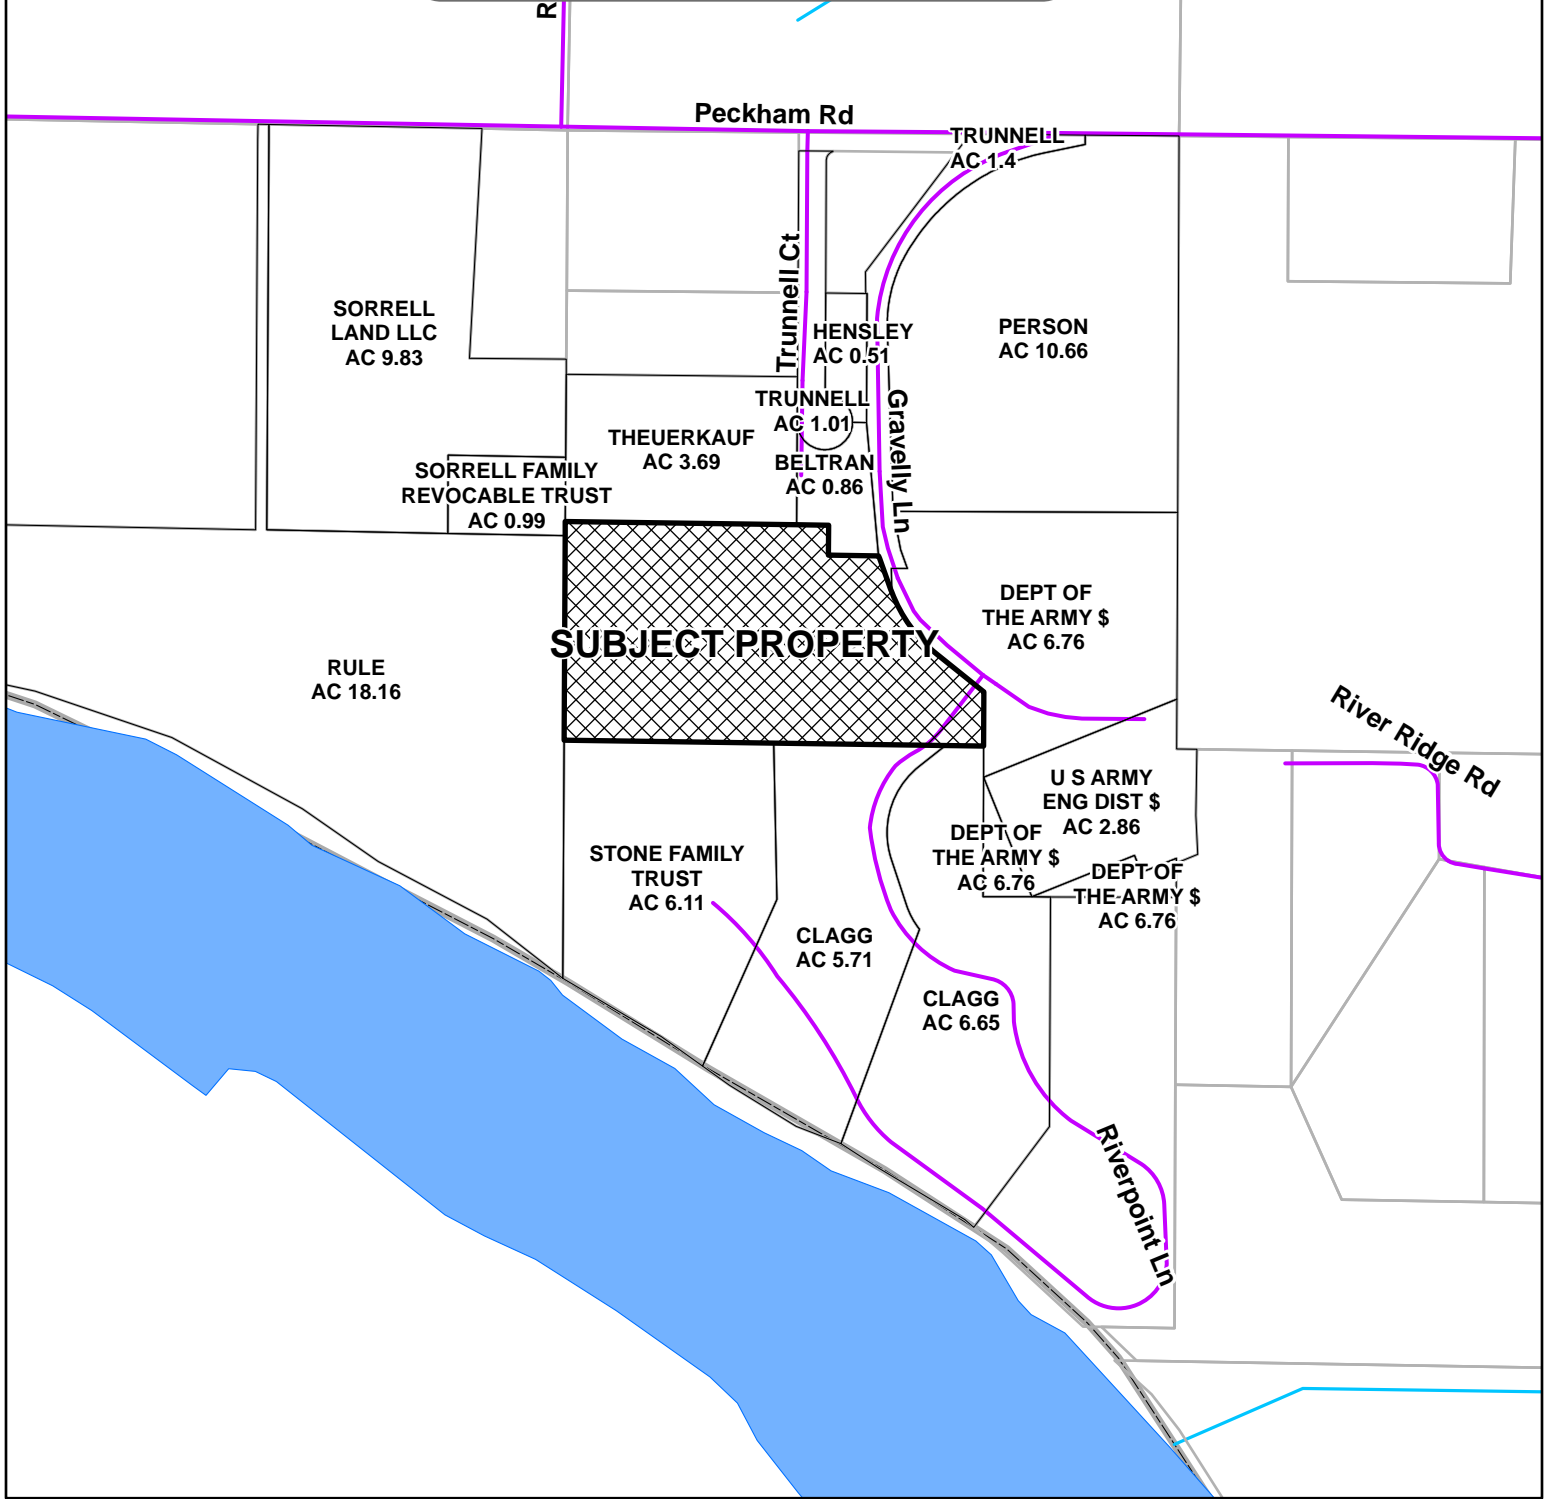 R
Peckham Rd
TRUNNELL
AC 1.4
Trunnell Ct
SORRELL
LAND LLC
AC 9.83
HENSLEY
AC 0.51
PERSON
AC 10.66
TRUNNELL
AC 1.01
Gravelly Ln
THEUERKAUF
AC 3.69
BELTRAN
AC 0.86
SORRELL FAMILY
REVOCABLE TRUST
AC 0.99
DEPT OF
THE ARMY $
AC 6.76
SUBJECT PROPERTY
RULE
AC 18.16
River Ridge Rd
U S ARMY
ENG DIST $
AC 2.86
DEPT OF
THE ARMY $
AC 6.76
STONE FAMILY
TRUST
AC 6.11
DEPT OF
THE ARMY $
AC 6.76
CLAGG
AC 5.71
CLAGG
AC 6.65
Riverpoint Ln